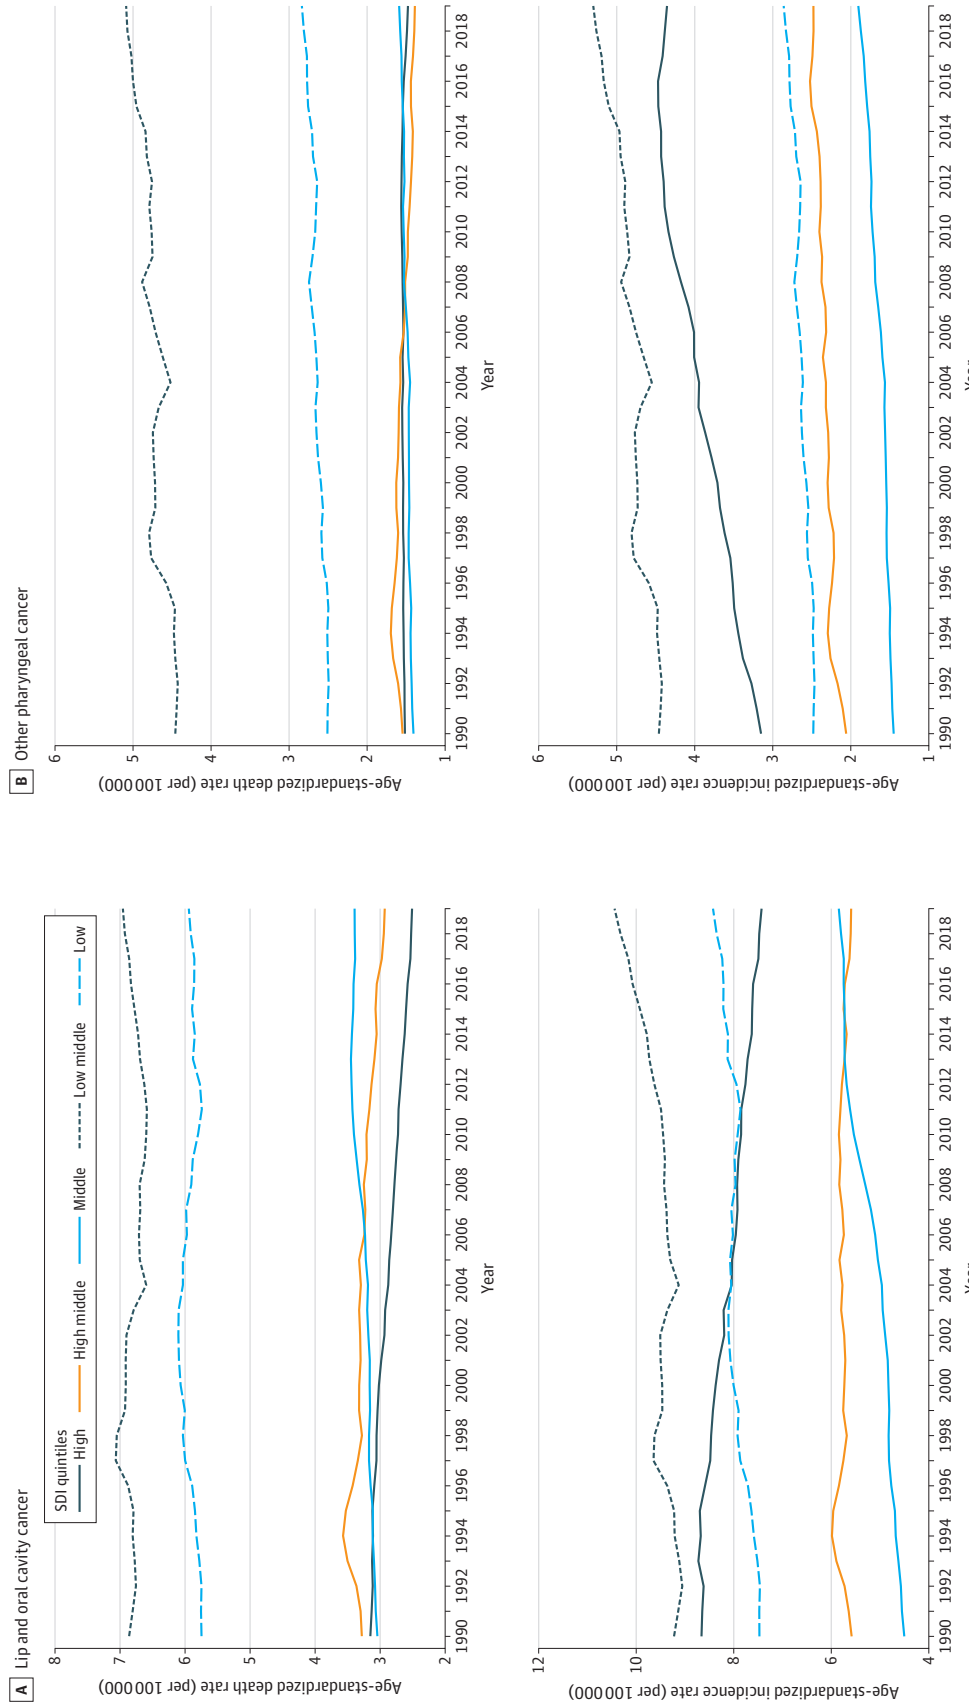 A Lip and oral cavity cancer
SDI quintiles
High High middle Middle Low middle Low
Age-standardized death rate (per 100 000)
8
7
6
5
4
3
2
1990 1992 1994 1996 1998 2000 2002 2004 2006 2008 2010 2012 2014 2016 2018
Year
Age-standardized incidence rate (per 100 000)
12
10
8
6
4
1990 1992 1994 1996 1998 2000 2002 2004 2006 2008 2010 2012 2014 2016 2018
B Other pharyngeal cancer
Age-standardized death rate (per 100 000)
6
5
4
3
2
1
1990 1992 1994 1996 1998 2000 2002 2004 2006 2008 2010 2012 2014 2016 2018
Year
Age-standardized incidence rate (per 100 000)
6
5
4
3
2
1
1990 1992 1994 1996 1998 2000 2002 2004 2006 2008 2010 2012 2014 2016 2018